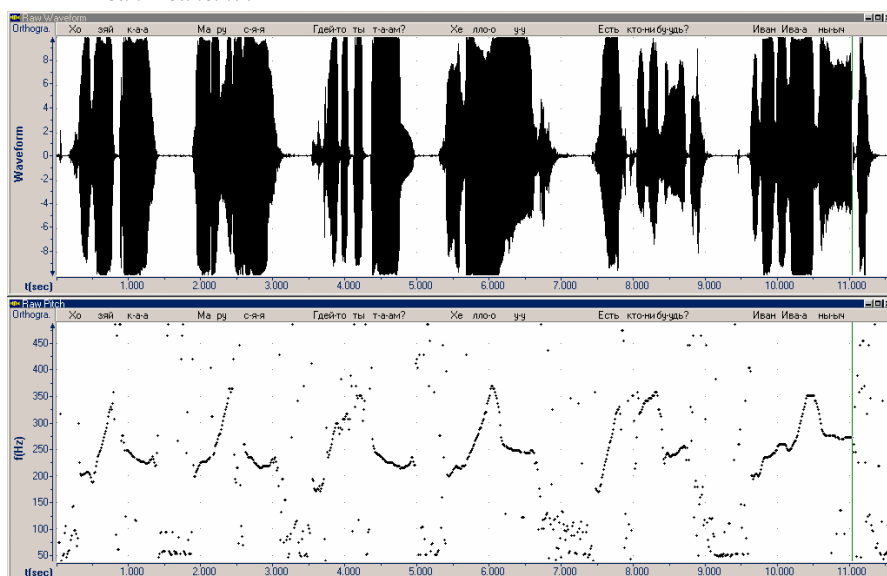 Raw Waveform
Orthogra. Хо зяй к-а-а Ма ру с-я-я Гдей-то ты т-а-ам? Хе лло-о у-у Есть кто-ни бу-удь? Иван Ива-а ны-ыч
Waveform
8
6
4
2
0
-2
-4
-6
-8
t(sec) 1.000 2.000 3.000 4.000 5.000 6.000 7.000 8.000 9.000 10.000 11.000
Raw Pitch
Orthogra. Хо зяй к-а-а Ма ру с-я-я Гдей-то ты т-а-ам? Хе лло-о у-у Есть кто-ни бу-удь? Иван Ива-а ны-ыч
f(Hz)
450
400
350
300
250
200
150
100
50
t(sec) 1.000 2.000 3.000 4.000 5.000 6.000 7.000 8.000 9.000 10.000 11.000